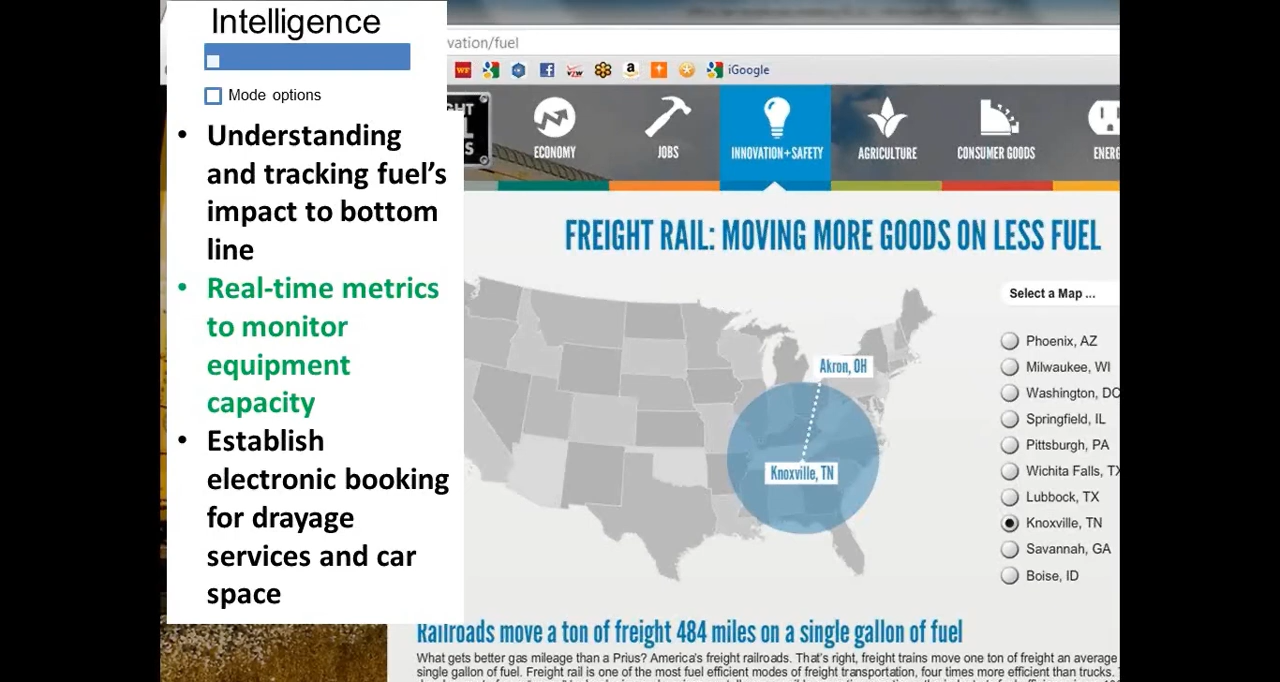 Intelligence
Mode options
• Understanding
and tracking fuel’s
impact to bottom
line
• Real-time metrics
to monitor
equipment
capacity
• Establish
electronic booking
for drayage
services and car
space
vation/fuel
iGoogle
ECONOMY
JOBS
INNOVATION+SAFETY
AGRICULTURE
CONSUMER GOODS
ENERG
FREIGHT RAIL: MOVING MORE GOODS ON LESS FUEL
Akron, OH
Knoxville, TN
Select a Map ...
Phoenix, AZ
Milwaukee, WI
Washington, DC
Springfield, IL
Pittsburgh, PA
Wichita Falls, TX
Lubbock, TX
Knoxville, TN
Savannah, GA
Boise, ID
Railroads move a ton of freight 484 miles on a single gallon of fuel
What gets better gas mileage than a Prius? America's freight railroads. That's right, freight trains move one ton of freight an average
single gallon of fuel. Freight rail is one of the most fuel efficient modes of freight transportation, four times more efficient than trucks.